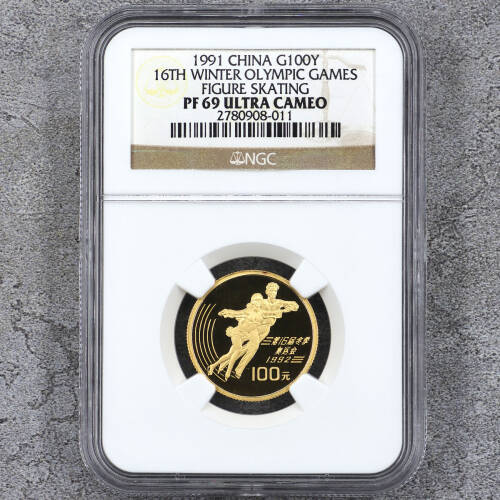 1991 CHINA G100Y
16TH WINTER OLYMPIC GAMES
FIGURE SKATING
PF 69 ULTRA CAMEO
2780908-011
NGC
第16届冬季
奥运会
1992
100元